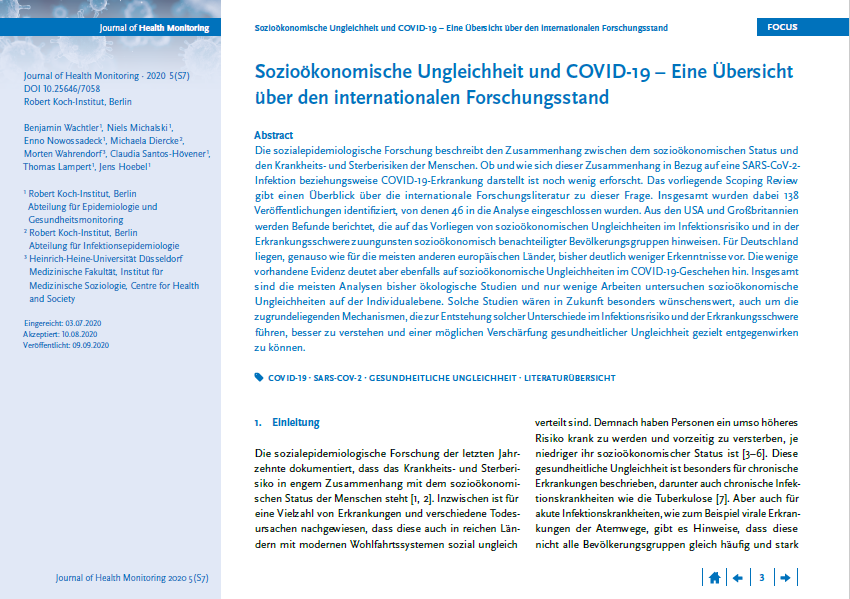 Journal of Health Monitoring
Sozioökonomische Ungleichheit und COVID-19 – Eine Übersicht über den internationalen Forschungsstand
FOCUS
Journal of Health Monitoring · 2020 5(S7)
DOI 10.25646/7058
Robert Koch-Institut, Berlin
Benjamin Wachtler¹, Niels Michalski¹,
Enno Nowossadeck¹, Michaela Diercke²,
Morten Wahrendorf³, Claudia Santos-Hövener¹,
Thomas Lampert¹, Jens Hoebel¹
¹ Robert Koch-Institut, Berlin
Abteilung für Epidemiologie und
Gesundheitsmonitoring
² Robert Koch-Institut, Berlin
Abteilung für Infektionsepidemiologie
³ Heinrich-Heine-Universität Düsseldorf
Medizinische Fakultät, Institut für
Medizinische Soziologie, Centre for Health
and Society
Eingereicht: 03.07.2020
Akzeptiert: 10.08.2020
Veröffentlicht: 09.09.2020
Sozioökonomische Ungleichheit und COVID-19 – Eine Übersicht
über den internationalen Forschungsstand
Abstract
Die sozialepidemiologische Forschung beschreibt den Zusammenhang zwischen dem sozioökonomischen Status und
den Krankheits- und Sterberisiken der Menschen. Ob und wie sich dieser Zusammenhang in Bezug auf eine SARS-CoV-2-
Infektion beziehungsweise COVID-19-Erkrankung darstellt ist noch wenig erforscht. Das vorliegende Scoping Review
gibt einen Überblick über die internationale Forschungsliteratur zu dieser Frage. Insgesamt wurden dabei 138
Veröffentlichungen identifiziert, von denen 46 in die Analyse eingeschlossen wurden. Aus den USA und Großbritannien
werden Befunde berichtet, die auf das Vorliegen von sozioökonomischen Ungleichheiten im Infektionsrisiko und in der
Erkrankungsschwere zuungunsten sozioökonomisch benachteiligter Bevölkerungsgruppen hinweisen. Für Deutschland
liegen, genauso wie für die meisten anderen europäischen Länder, bisher deutlich weniger Erkenntnisse vor. Die wenige
vorhandene Evidenz deutet aber ebenfalls auf sozioökonomische Ungleichheiten im COVID-19-Geschehen hin. Insgesamt
sind die meisten Analysen bisher ökologische Studien und nur wenige Arbeiten untersuchen sozioökonomische
Ungleichheiten auf der Individualebene. Solche Studien wären in Zukunft besonders wünschenswert, auch um die
zugrundeliegenden Mechanismen, die zur Entstehung solcher Unterschiede im Infektionsrisiko und der Erkrankungsschwere
führen, besser zu verstehen und einer möglichen Verschärfung gesundheitlicher Ungleichheit gezielt entgegenwirken
zu können.
COVID-19 · SARS-COV-2 · GESUNDHEITLICHE UNGLEICHHEIT · LITERATURÜBERSICHT
1. Einleitung
Die sozialepidemiologische Forschung der letzten Jahr-
zehnte dokumentiert, dass das Krankheits- und Sterberi-
siko in engem Zusammenhang mit dem sozioökonomi-
schen Status der Menschen steht [1, 2]. Inzwischen ist für
eine Vielzahl von Erkrankungen und verschiedene Todes-
ursachen nachgewiesen, dass diese auch in reichen Län-
dern mit modernen Wohlfahrtssystemen sozial ungleich
verteilt sind. Demnach haben Personen ein umso höheres
Risiko krank zu werden und vorzeitig zu versterben, je
niedriger ihr sozioökonomischer Status ist [3–6]. Diese
gesundheitliche Ungleichheit ist besonders für chronische
Erkrankungen beschrieben, darunter auch chronische Infek-
tionskrankheiten wie die Tuberkulose [7]. Aber auch für
akute Infektionskrankheiten, wie zum Beispiel virale Erkran-
kungen der Atemwege, gibt es Hinweise, dass diese
nicht alle Bevölkerungsgruppen gleich häufig und stark
Journal of Health Monitoring 2020 5(S7)
3